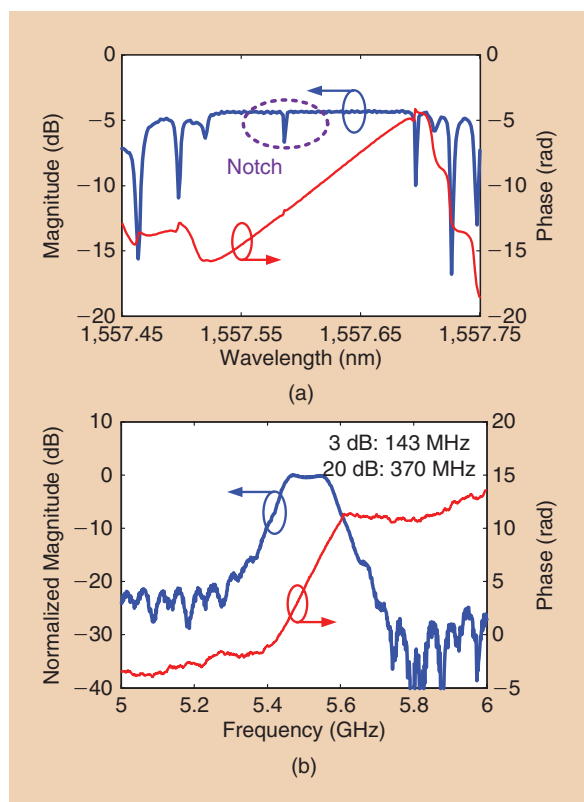 0
0
−5
−5
−10
−10
−15
−15
−20
−20
Magnitude (dB)
Phase (rad)
Notch
1,557.45
1,557.55
1,557.65
1,557.75
Wavelength (nm)
(a)
10
0
−10
−20
−30
−40
Normalized Magnitude (dB)
3 dB: 143 MHz
20 dB: 370 MHz
20
15
10
5
0
−5
Phase (rad)
5
5.2
5.4
5.6
5.8
6
Frequency (GHz)
(b)